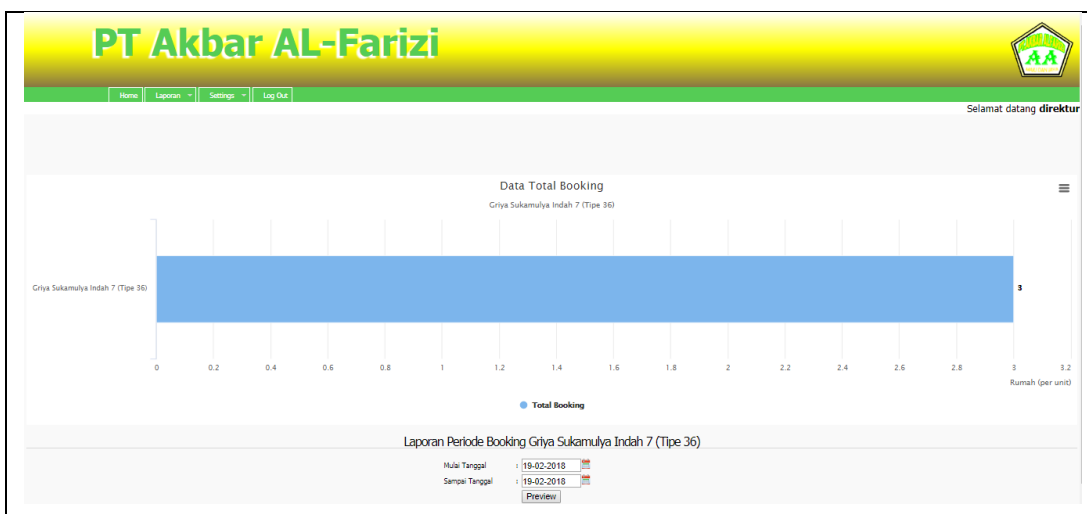 PT Akbar AL-Farizi
AA
Home Laporan Settings Log Out
Selamat datang direktur
Data Total Booking
Griya Sukamulya Indah 7 (Tipe 36)
Griya Sukamulya Indah 7 (Tipe 36)
3
0 0.2 0.4 0.6 0.8 1 1.2 1.4 1.6 1.8 2 2.2 2.4 2.6 2.8 3 3.2
Rumah (per unit)
Total Booking
Laporan Periode Booking Griya Sukamulya Indah 7 (Tipe 36)
Mulai Tanggal : 19-02-2018
Sampai Tanggal : 19-02-2018
Preview